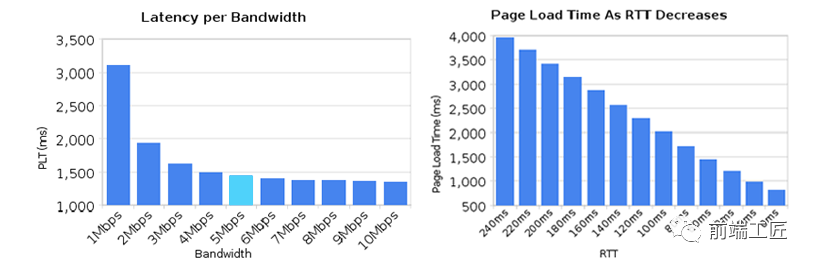 Latency per Bandwidth
3,500
3,000
2,500
2,000
1,500
1,000
PLT (ms)
1Mbps
2Mbps
3Mbps
4Mbps
5Mbps
6Mbps
7Mbps
8Mbps
9Mbps
10Mbps
Bandwidth
Page Load Time As RTT Decreases
4,000
3,500
3,000
2,500
2,000
1,500
1,000
500
Page Load Time (ms)
240ms
220ms
200ms
180ms
160ms
140ms
120ms
100ms
RTT
前端工匠